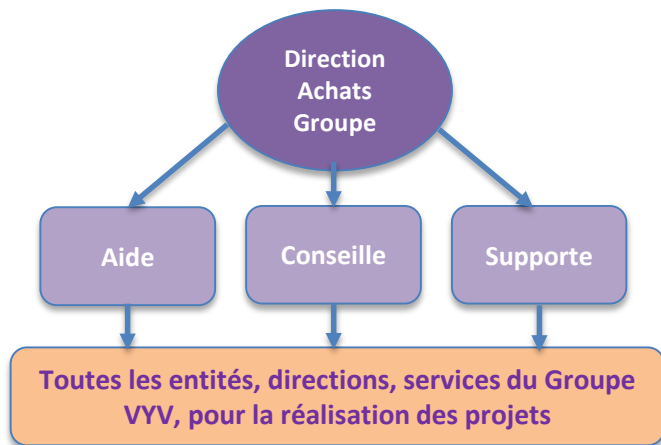 Direction
Achats
Groupe
Aide
Conseille
Supporte
Toutes les entités, directions, services du Groupe
VYV, pour la réalisation des projets